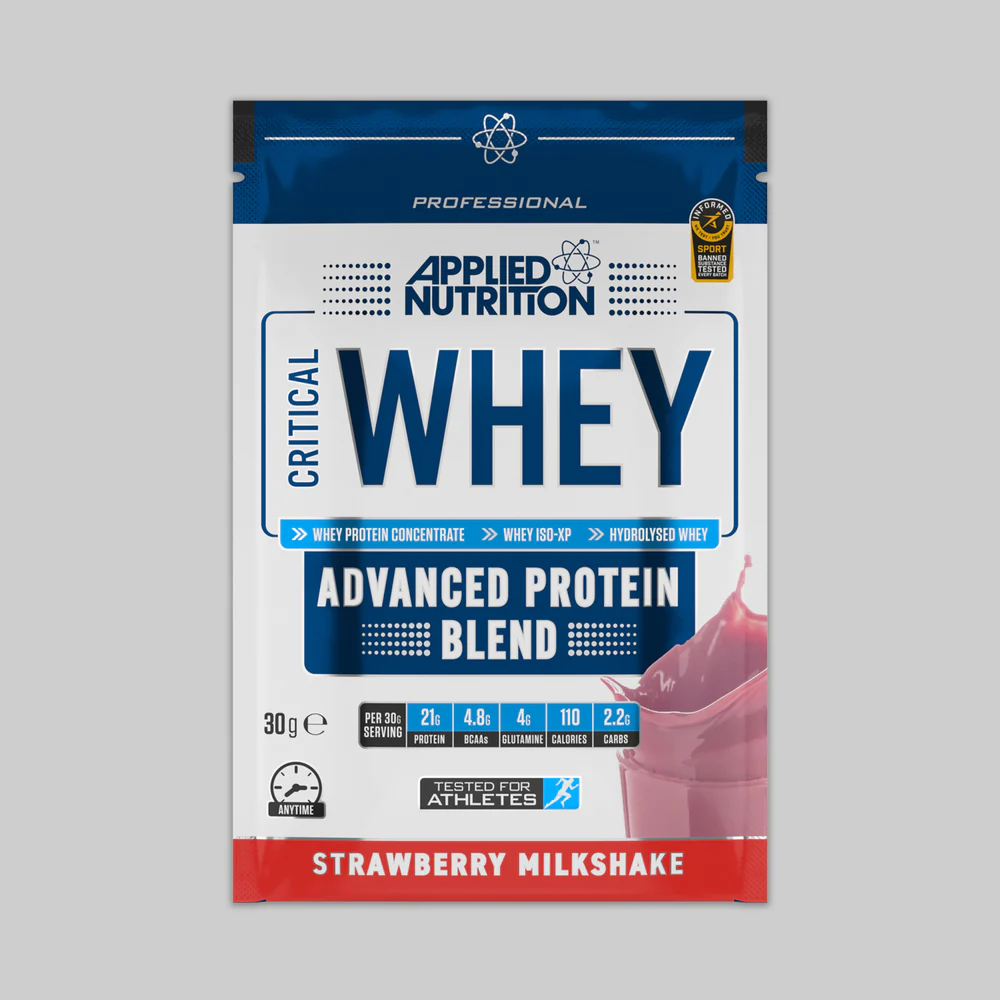 PROFESSIONAL
INFORMED
SPORT
BANNED
SUBSTANCE
TESTED
EVERY BATCH
APPLIED
NUTRITION
™
CRITICAL
WHEY
WHEY PROTEIN CONCENTRATE WHEY ISO-XP HYDROLYSED WHEY
ADVANCED PROTEIN
BLEND
30g ℮
PER 30G
SERVING
21G 4.8G 4G 110 2.2G
PROTEIN BCAAs GLUTAMINE CALORIES CARBS
ANYTIME
TESTED FOR
ATHLETES
STRAWBERRY MILKSHAKE